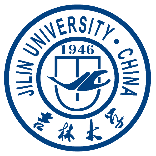 JILIN UNIVERSITY · CHINA
1946
吉林大学